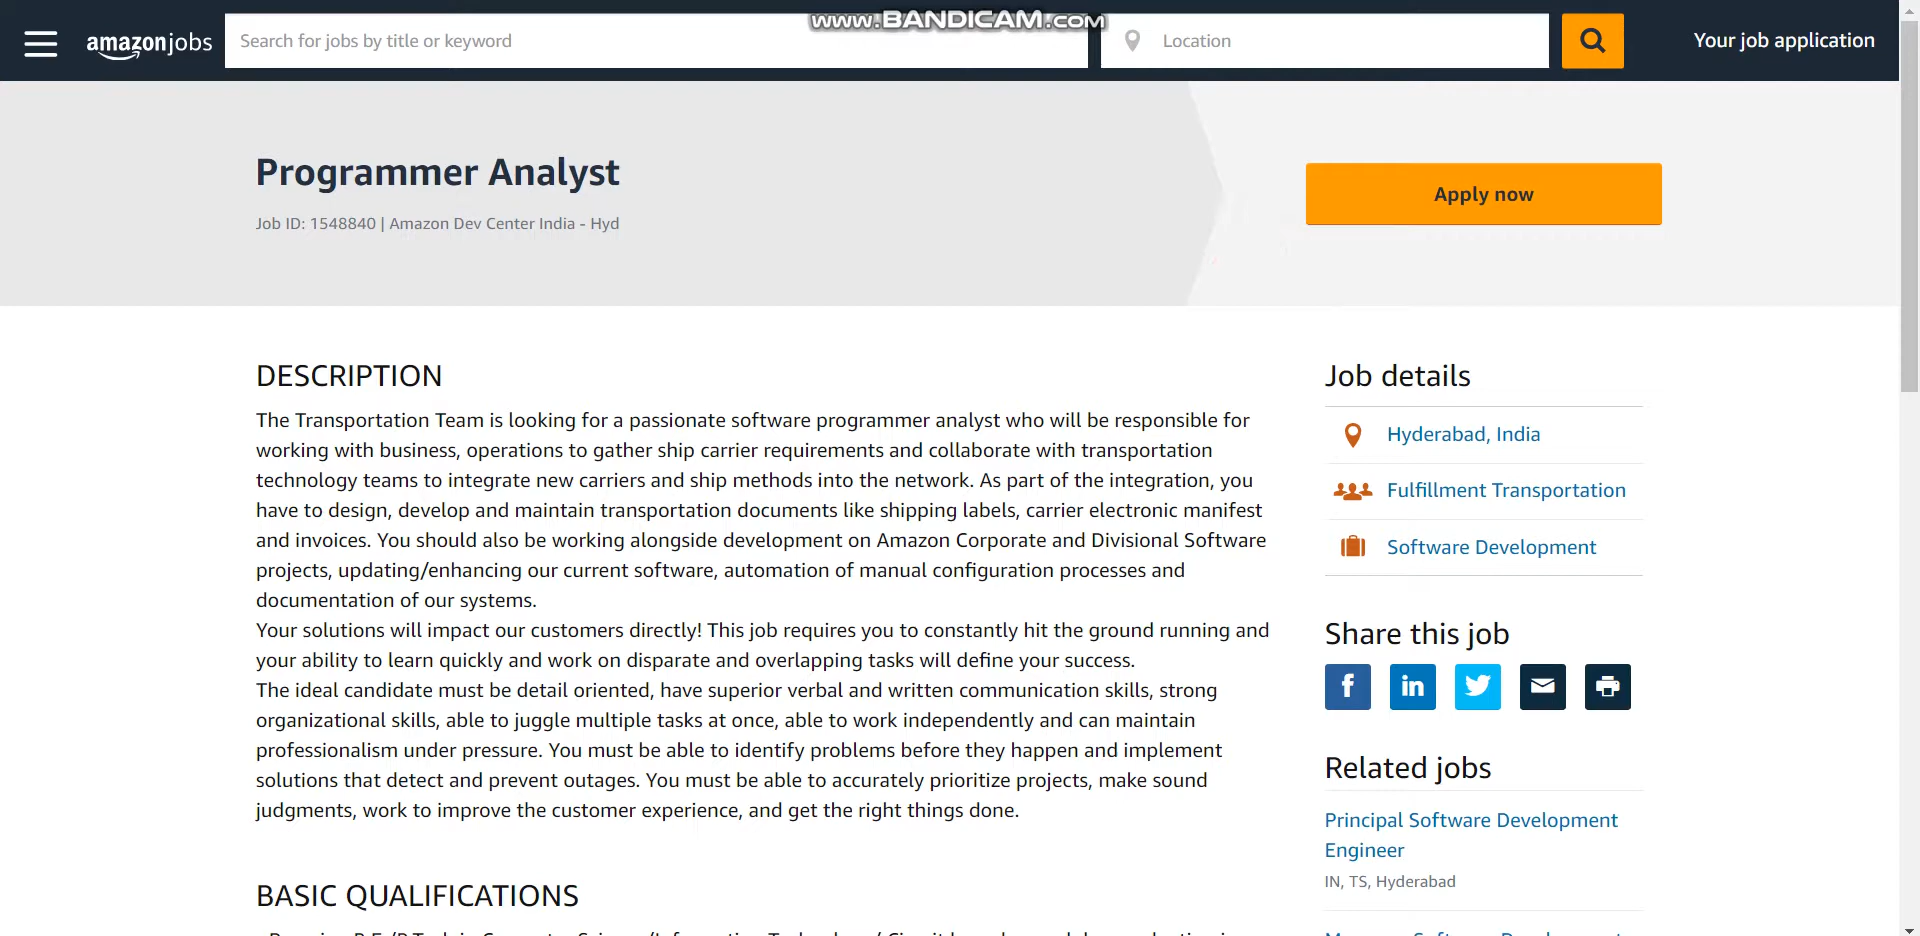 www.BANDICAM.com
amazonjobs
Search for jobs by title or keyword
Location
Your job application
Programmer Analyst
Job ID: 1548840 | Amazon Dev Center India - Hyd
Apply now
DESCRIPTION
The Transportation Team is looking for a passionate software programmer analyst who will be responsible for
working with business, operations to gather ship carrier requirements and collaborate with transportation
technology teams to integrate new carriers and ship methods into the network. As part of the integration, you
have to design, develop and maintain transportation documents like shipping labels, carrier electronic manifest
and invoices. You should also be working alongside development on Amazon Corporate and Divisional Software
projects, updating/enhancing our current software, automation of manual configuration processes and
documentation of our systems.
Your solutions will impact our customers directly! This job requires you to constantly hit the ground running and
your ability to learn quickly and work on disparate and overlapping tasks will define your success.
The ideal candidate must be detail oriented, have superior verbal and written communication skills, strong
organizational skills, able to juggle multiple tasks at once, able to work independently and can maintain
professionalism under pressure. You must be able to identify problems before they happen and implement
solutions that detect and prevent outages. You must be able to accurately prioritize projects, make sound
judgments, work to improve the customer experience, and get the right things done.
BASIC QUALIFICATIONS
Job details
Hyderabad, India
Fulfillment Transportation
Software Development
Share this job
Related jobs
Principal Software Development
Engineer
IN, TS, Hyderabad